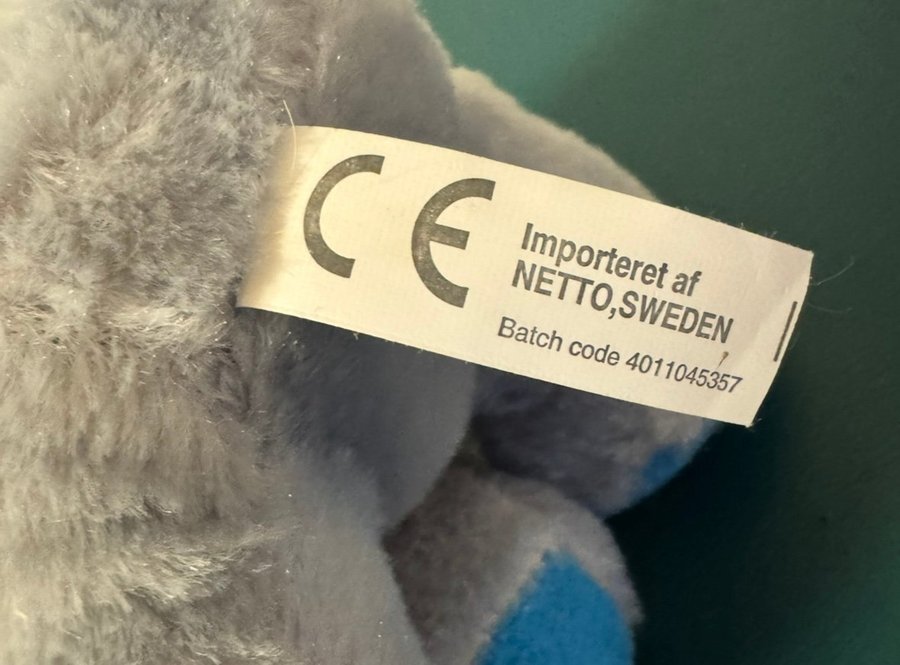 CE
Importeret af
NETTO,SWEDEN
Batch code 4011045357